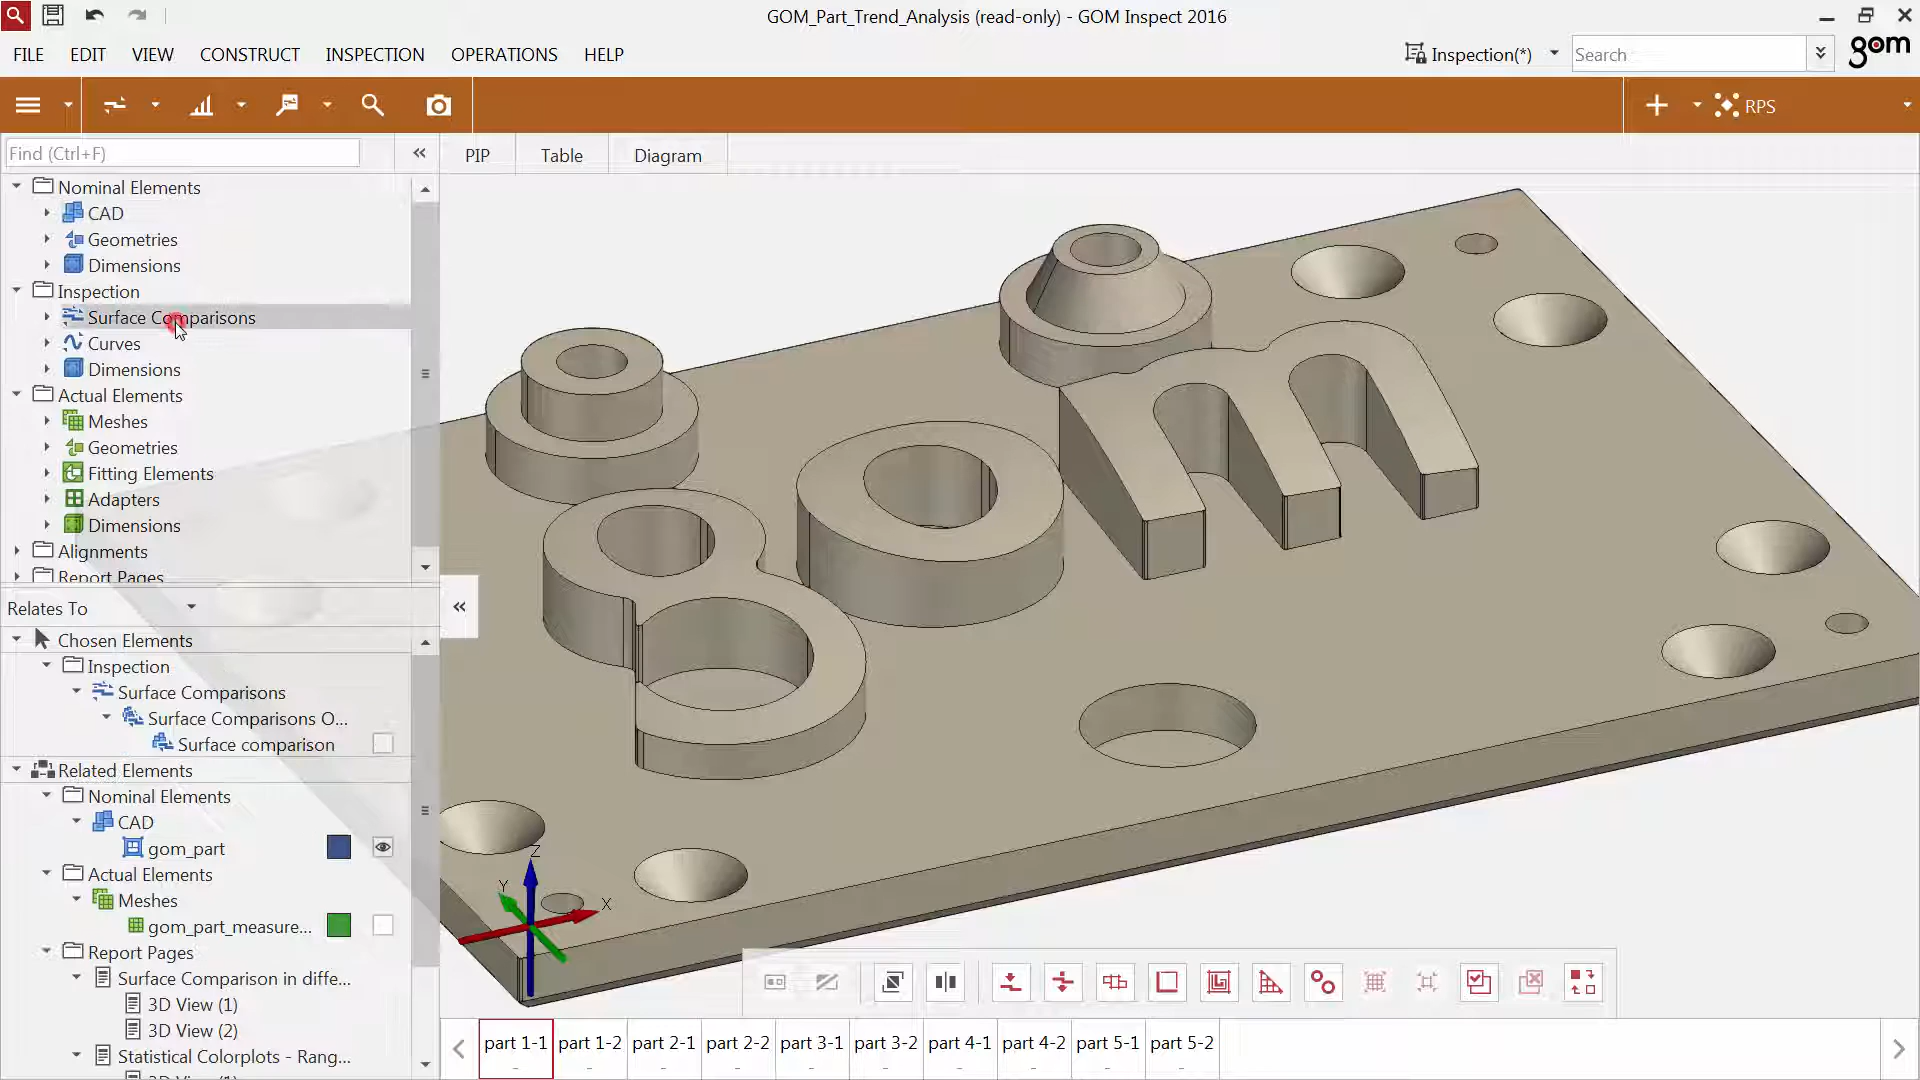 GOM_Part_Trend_Analysis (read-only) - GOM Inspect 2016
FILE EDIT VIEW CONSTRUCT INSPECTION OPERATIONS HELP
Inspection(*)
Search
gom
RPS
Find (Ctrl+F)
PIP
Table
Diagram
Nominal Elements
CAD
Geometries
Dimensions
Inspection
Surface Comparisons
Curves
Dimensions
Actual Elements
Meshes
Geometries
Fitting Elements
Adapters
Dimensions
Alignments
Report Pages
Relates To
Chosen Elements
Inspection
Surface Comparisons
Surface Comparisons O...
Surface comparison
Related Elements
Nominal Elements
CAD
gom_part
Actual Elements
Meshes
gom_part_measure...
Report Pages
Surface Comparison in diffe...
3D View (1)
3D View (2)
Statistical Colorplots - Rang...
gom
Z
Y
X
part 1-1 part 1-2 part 2-1 part 2-2 part 3-1 part 3-2 part 4-1 part 4-2 part 5-1 part 5-2
- - - - - - - - - -